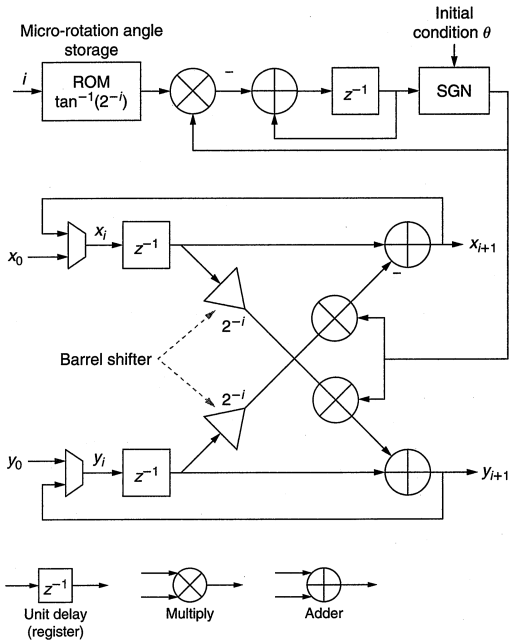 Micro-rotation angle
storage
Initial
condition θ
i
ROM
tan⁻¹(2⁻ⁱ)
−
z⁻¹
SGN
x₀
xᵢ
z⁻¹
xᵢ₊₁
−
2⁻ⁱ
Barrel shifter
2⁻ⁱ
y₀
yᵢ
z⁻¹
yᵢ₊₁
z⁻¹
Unit delay
(register)
Multiply
Adder